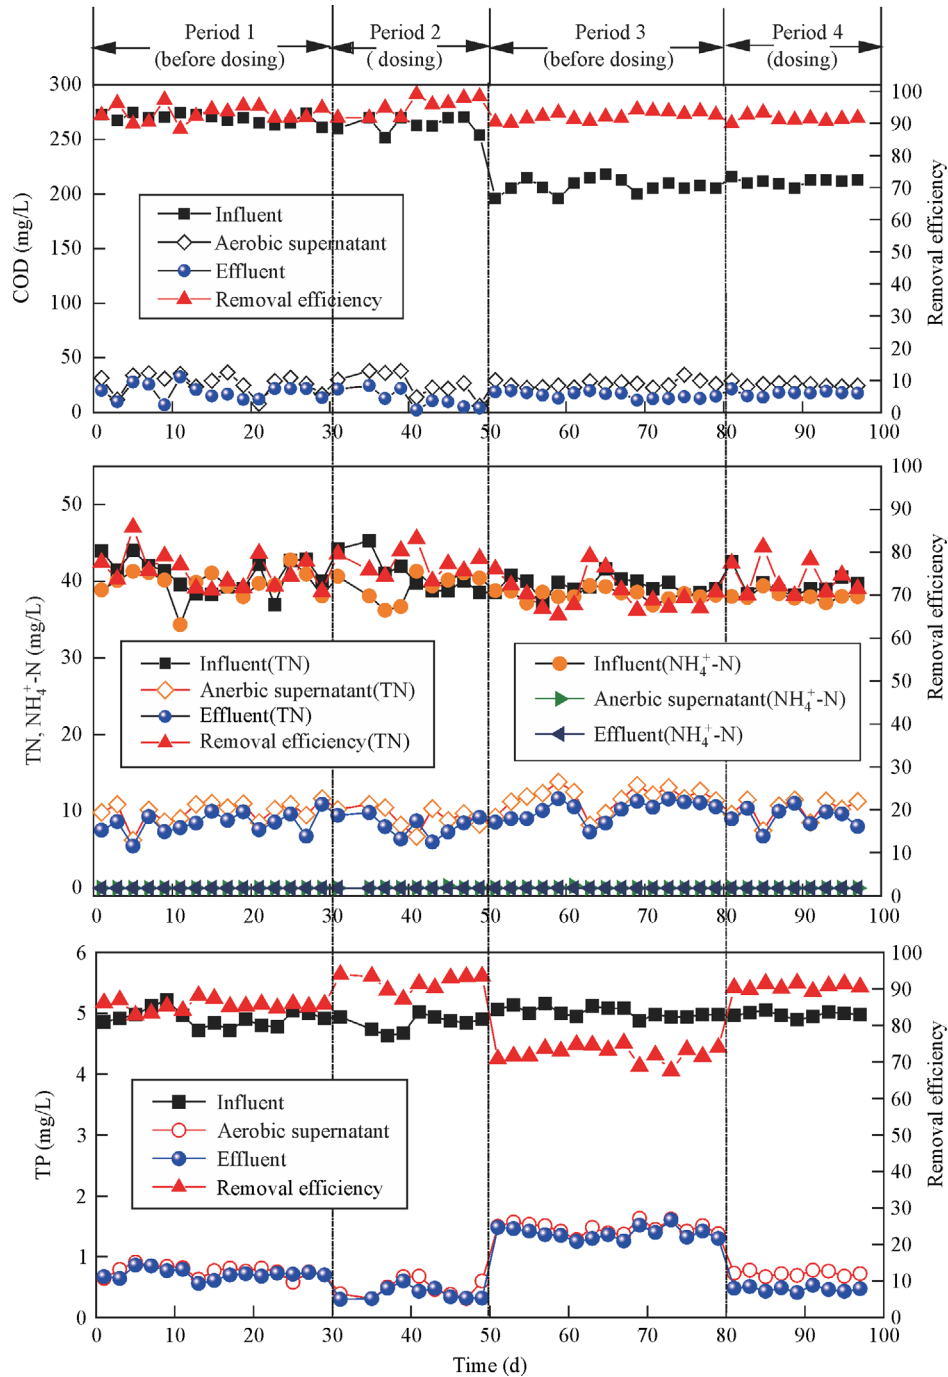 Period 1 Period 2 Period 3 Period 4
(before dosing) ( dosing) (before dosing) (dosing)
300
250
200
150
100
50
0
COD (mg/L)
Influent
Aerobic supernatant
Effluent
Removal efficiency
100
90
80
70
60
50
40
30
20
10
0
Removal efficiency
0 10 20 30 40 50 60 70 80 90 100
50
40
30
20
10
0
TN, NH₄⁺-N (mg/L)
Influent(TN)
Anerbic supernatant(TN)
Effluent(TN)
Removal efficiency(TN)
Influent(NH₄⁺-N)
Anerbic supernatant(NH₄⁺-N)
Effluent(NH₄⁺-N)
100
90
80
70
60
50
40
30
20
10
0
Removal efficiency
0 10 20 30 40 50 60 70 80 90 100
6
5
4
3
2
1
0
TP (mg/L)
Influent
Aerobic supernatant
Effluent
Removal efficiency
100
90
80
70
60
50
40
30
20
10
0
Removal efficiency
0 10 20 30 40 50 60 70 80 90 100
Time (d)